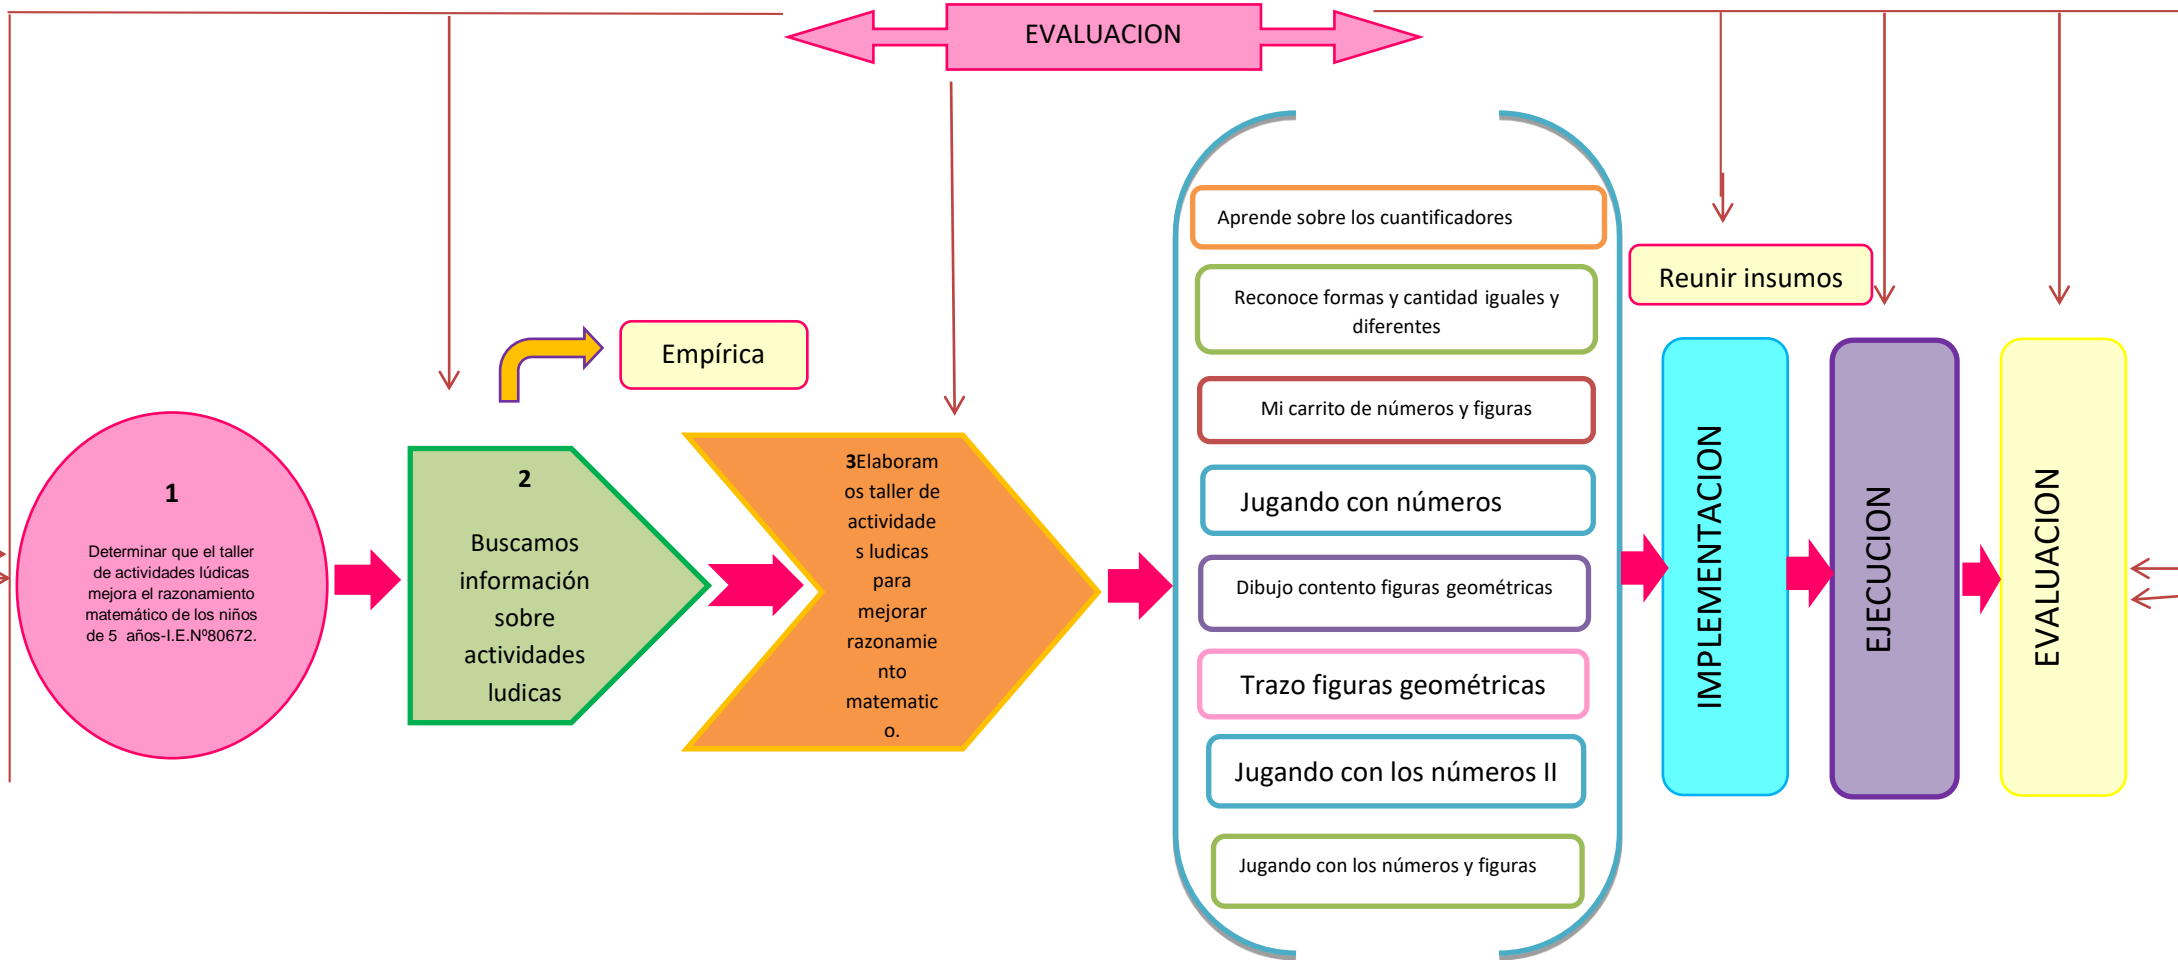 EVALUACION
Empírica
1
Determinar que el taller
de actividades lúdicas
mejora el razonamiento
matemático de los niños
de 5 años-I.E.Nº80672.
2
Buscamos
información
sobre
actividades
ludicas
3Elaboram
os taller de
actividade
s ludicas
para
mejorar
razonamie
nto
matematic
o.
Aprende sobre los cuantificadores
Reconoce formas y cantidad iguales y
diferentes
Mi carrito de números y figuras
Jugando con números
Dibujo contento figuras geométricas
Trazo figuras geométricas
Jugando con los números II
Jugando con los números y figuras
Reunir insumos
IMPLEMENTACION
EJECUCION
EVALUACION